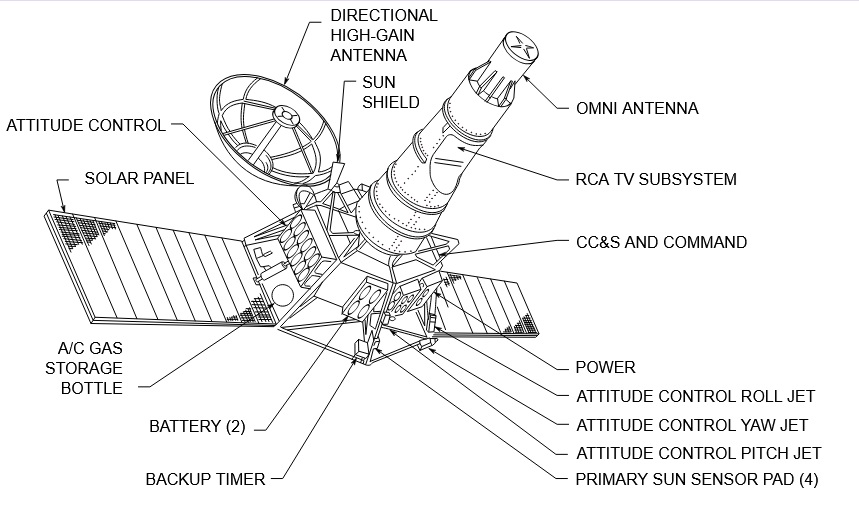 DIRECTIONAL
HIGH-GAIN
ANTENNA
SUN
SHIELD
OMNI ANTENNA
ATTITUDE CONTROL
RCA TV SUBSYSTEM
SOLAR PANEL
CC&S AND COMMAND
A/C GAS
STORAGE
BOTTLE
POWER
ATTITUDE CONTROL ROLL JET
BATTERY (2)
ATTITUDE CONTROL YAW JET
ATTITUDE CONTROL PITCH JET
BACKUP TIMER
PRIMARY SUN SENSOR PAD (4)